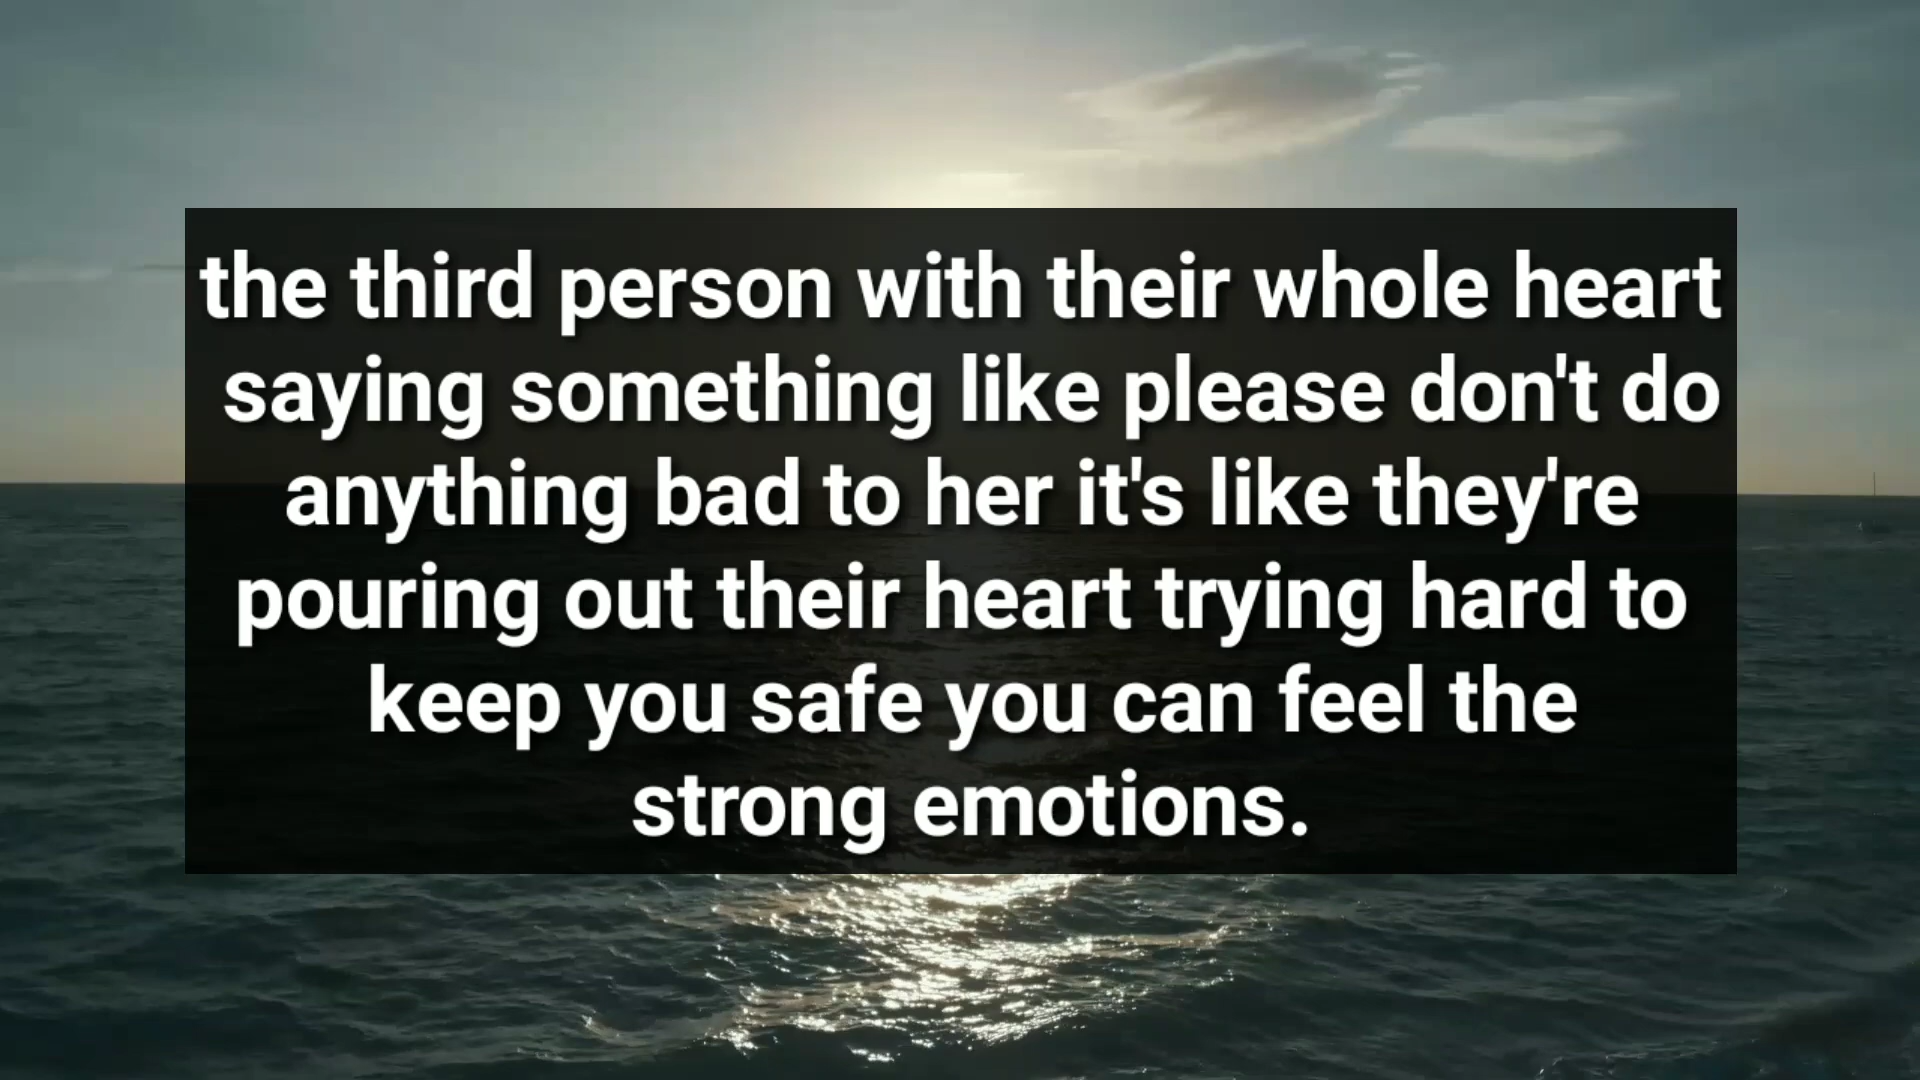 the third person with their whole heart
saying something like please don't do
anything bad to her it's like they're
pouring out their heart trying hard to
keep you safe you can feel the
strong emotions.